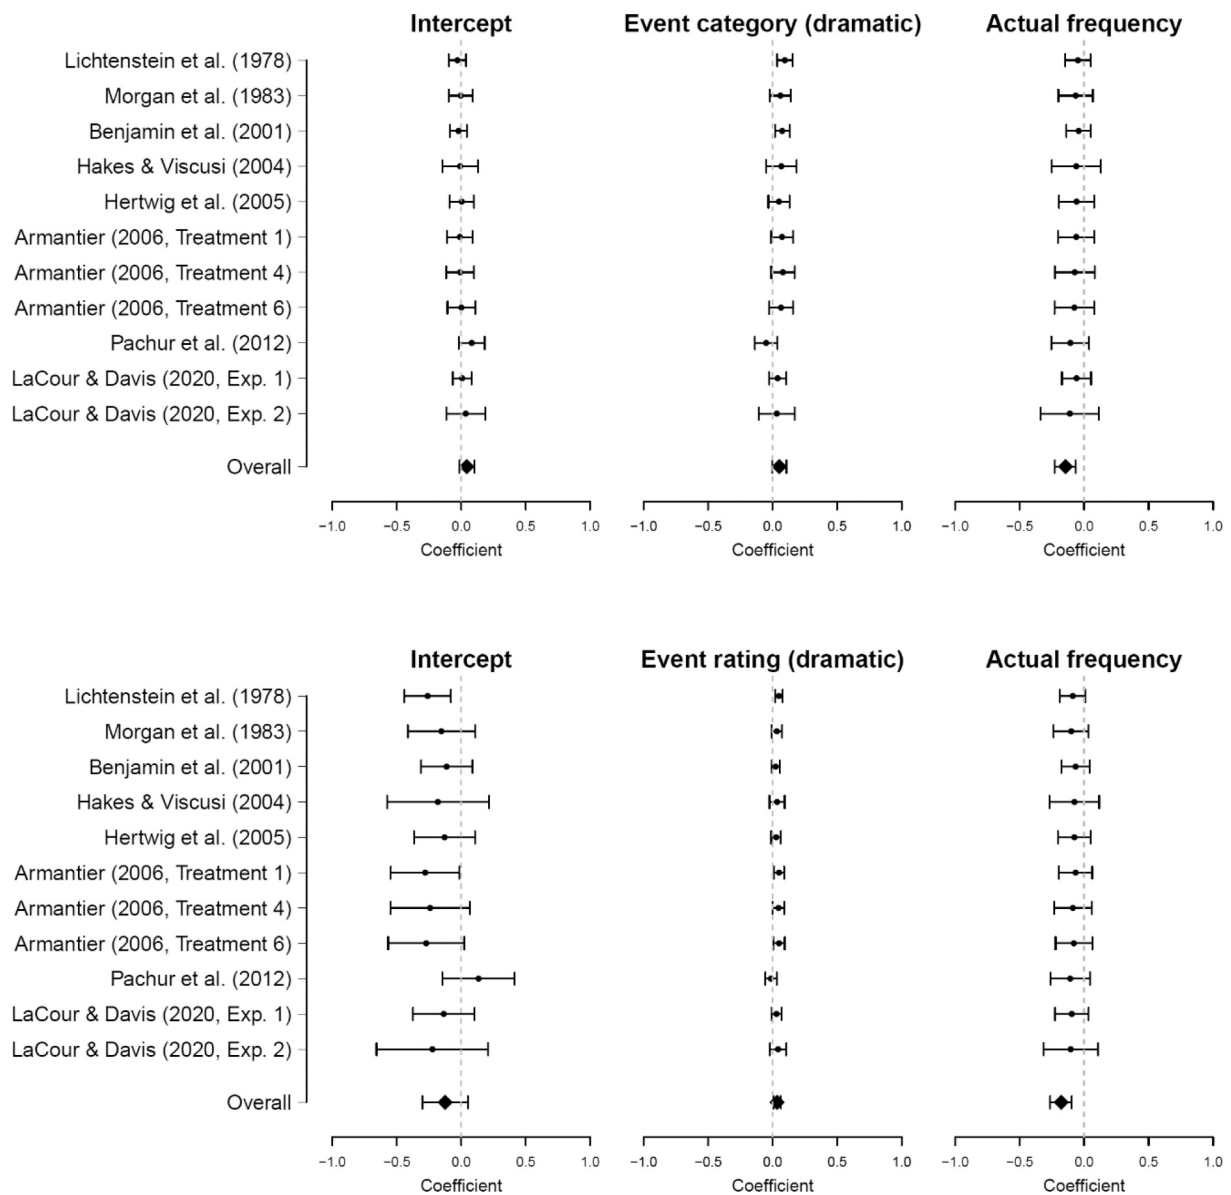 Intercept Event category (dramatic) Actual frequency
Lichtenstein et al. (1978)
Morgan et al. (1983)
Benjamin et al. (2001)
Hakes & Viscusi (2004)
Hertwig et al. (2005)
Armantier (2006, Treatment 1)
Armantier (2006, Treatment 4)
Armantier (2006, Treatment 6)
Pachur et al. (2012)
LaCour & Davis (2020, Exp. 1)
LaCour & Davis (2020, Exp. 2)
Overall
−1.0 −0.5 0.0 0.5 1.0 −1.0 −0.5 0.0 0.5 1.0 −1.0 −0.5 0.0 0.5 1.0
Coefficient Coefficient Coefficient
Intercept Event rating (dramatic) Actual frequency
Lichtenstein et al. (1978)
Morgan et al. (1983)
Benjamin et al. (2001)
Hakes & Viscusi (2004)
Hertwig et al. (2005)
Armantier (2006, Treatment 1)
Armantier (2006, Treatment 4)
Armantier (2006, Treatment 6)
Pachur et al. (2012)
LaCour & Davis (2020, Exp. 1)
LaCour & Davis (2020, Exp. 2)
Overall
−1.0 −0.5 0.0 0.5 1.0 −1.0 −0.5 0.0 0.5 1.0 −1.0 −0.5 0.0 0.5 1.0
Coefficient Coefficient Coefficient